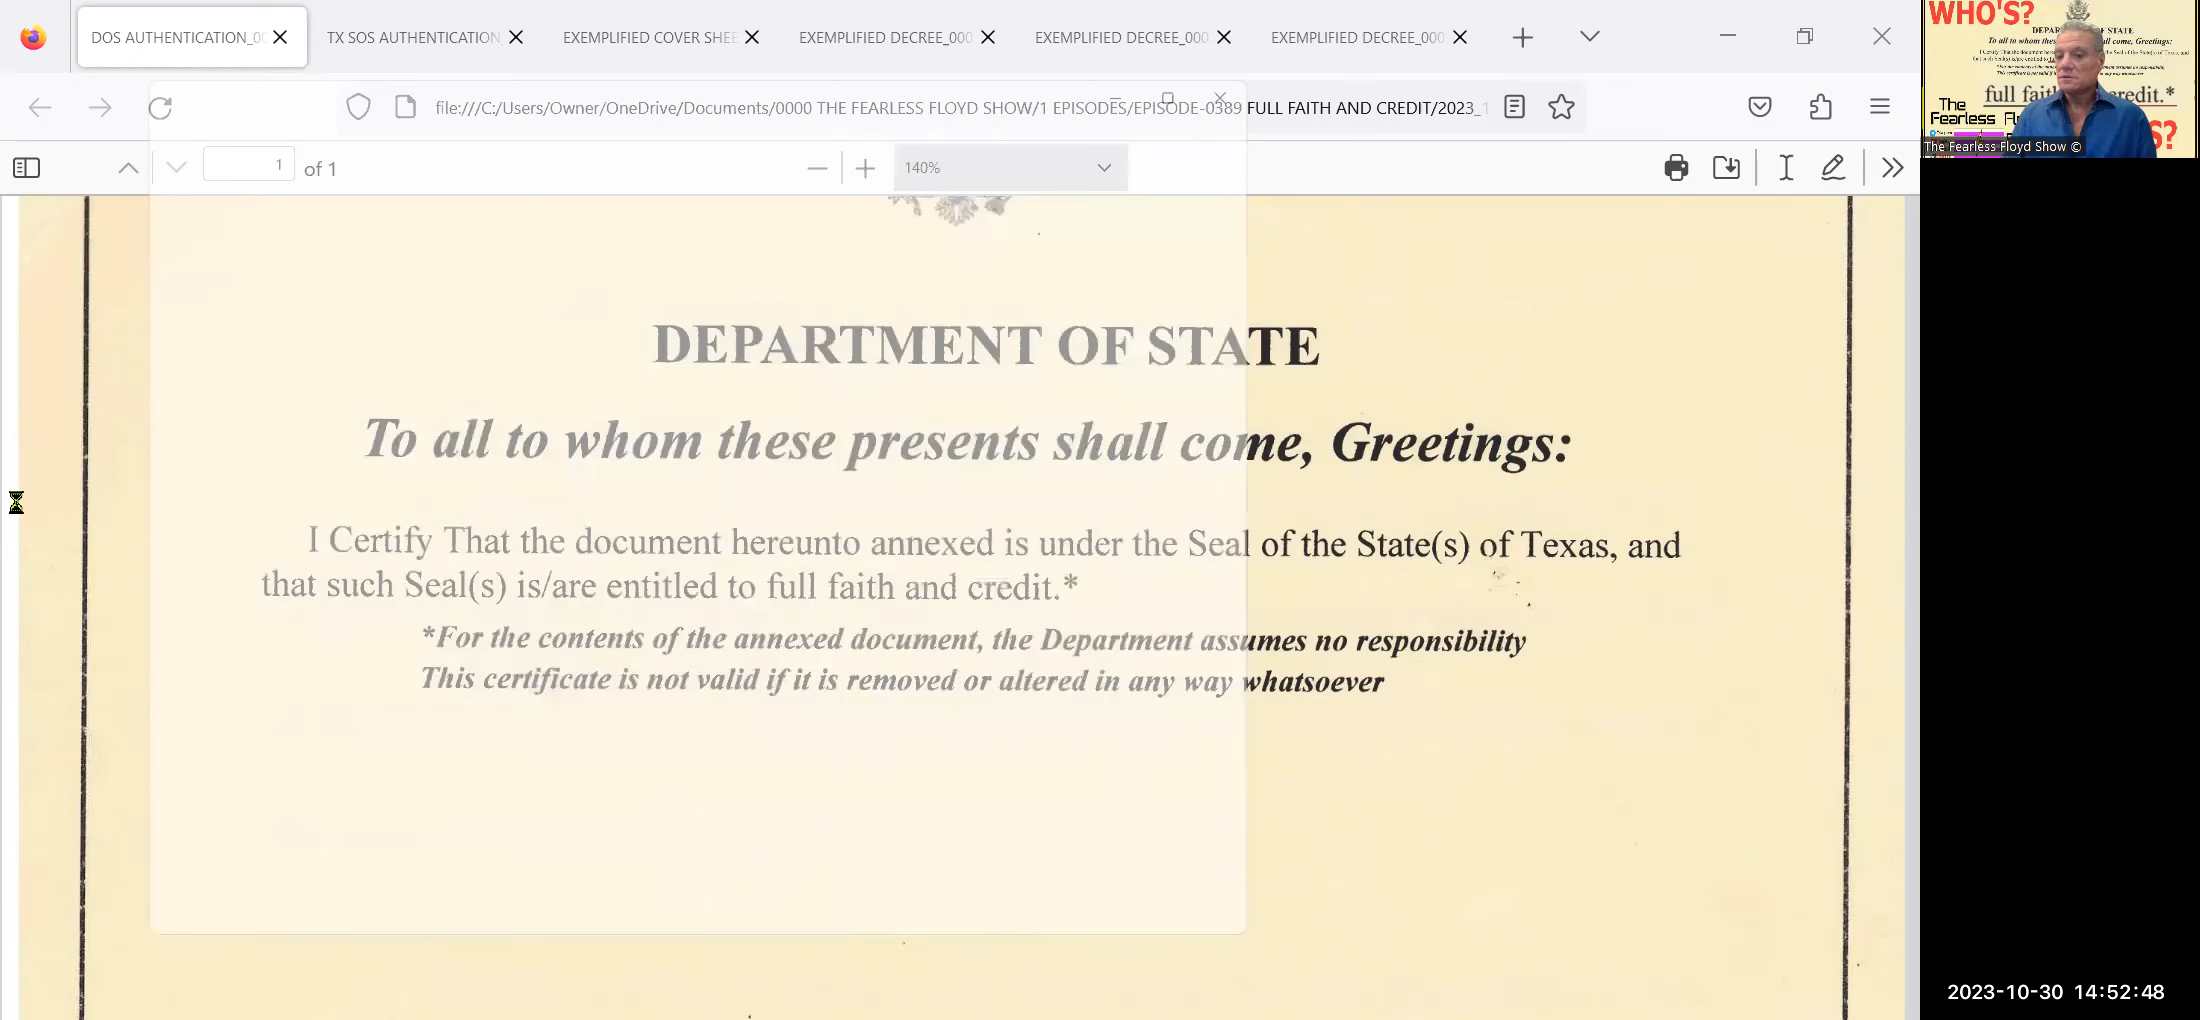 DOS AUTHENTICATION_00
TX SOS AUTHENTICATION
EXEMPLIFIED COVER SHEE
EXEMPLIFIED DECREE_000
EXEMPLIFIED DECREE_000
EXEMPLIFIED DECREE_000
file:///C:/Users/Owner/OneDrive/Documents/0000 THE FEARLESS FLOYD SHOW/1 EPISODES/EPISODE-0389 FULL FAITH AND CREDIT/2023_1
1 of 1
140%
DEPARTMENT OF STATE
To all to whom these presents shall come, Greetings:
I Certify That the document hereunto annexed is under the Seal of the State(s) of Texas, and
that such Seal(s) is/are entitled to full faith and credit.*
*For the contents of the annexed document, the Department assumes no responsibility
This certificate is not valid if it is removed or altered in any way whatsoever
WHO'S?
full fait credit.*
The
Fearless
The Fearless Floyd Show ©
2023-10-30 14:52:48